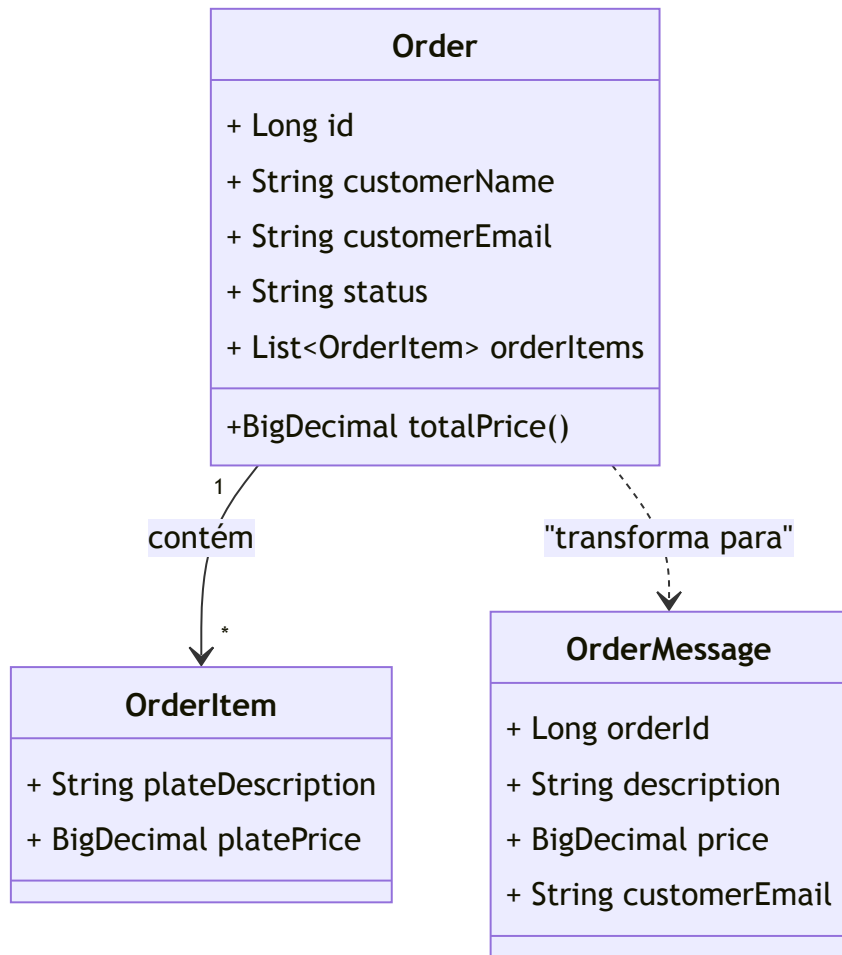 Order
+ Long id
+ String customerName
+ String customerEmail
+ String status
+ List<OrderItem> orderItems
+BigDecimal totalPrice()
1
contém
"transforma para"
*
OrderItem
+ String plateDescription
+ BigDecimal platePrice
OrderMessage
+ Long orderId
+ String description
+ BigDecimal price
+ String customerEmail